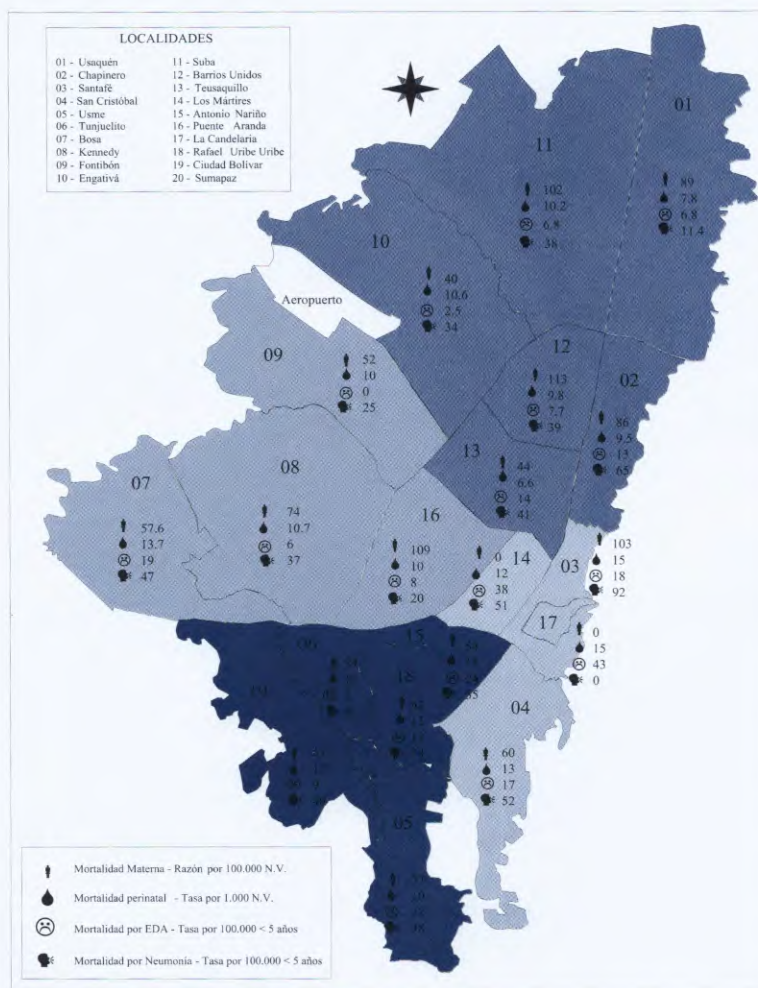 LOCALIDADES
01 - Usaquén
02 - Chapinero
03 - Santafé
04 - San Cristóbal
05 - Usme
06 - Tunjuelito
07 - Bosa
08 - Kennedy
09 - Fontibón
10 - Engativá
11 - Suba
12 - Barrios Unidos
13 - Teusaquillo
14 - Los Mártires
15 - Antonio Nariño
16 - Puente Aranda
17 - La Candelaria
18 - Rafael Uribe Uribe
19 - Ciudad Bolivar
20 - Sumapaz
01
89
7.8
6.8
11.4
11
102
10.2
6.8
38
10
40
10.6
2.5
34
Aeropuerto
09
52
10
0
25
12
113
9.8
7.7
39
02
86
9.5
13
65
13
44
6.6
14
41
07
57.6
13.7
19
47
08
74
10.7
6
37
16
109
10
8
20
14
0
12
38
51
03
103
15
18
92
17
0
15
43
0
15
06
18
04
60
13
17
52
05
Mortalidad Materna - Razón por 100.000 N.V.
Mortalidad perinatal - Tasa por 1.000 N.V.
Mortalidad por EDA - Tasa por 100.000 < 5 años
Mortalidad por Neumonia - Tasa por 100.000 < 5 años